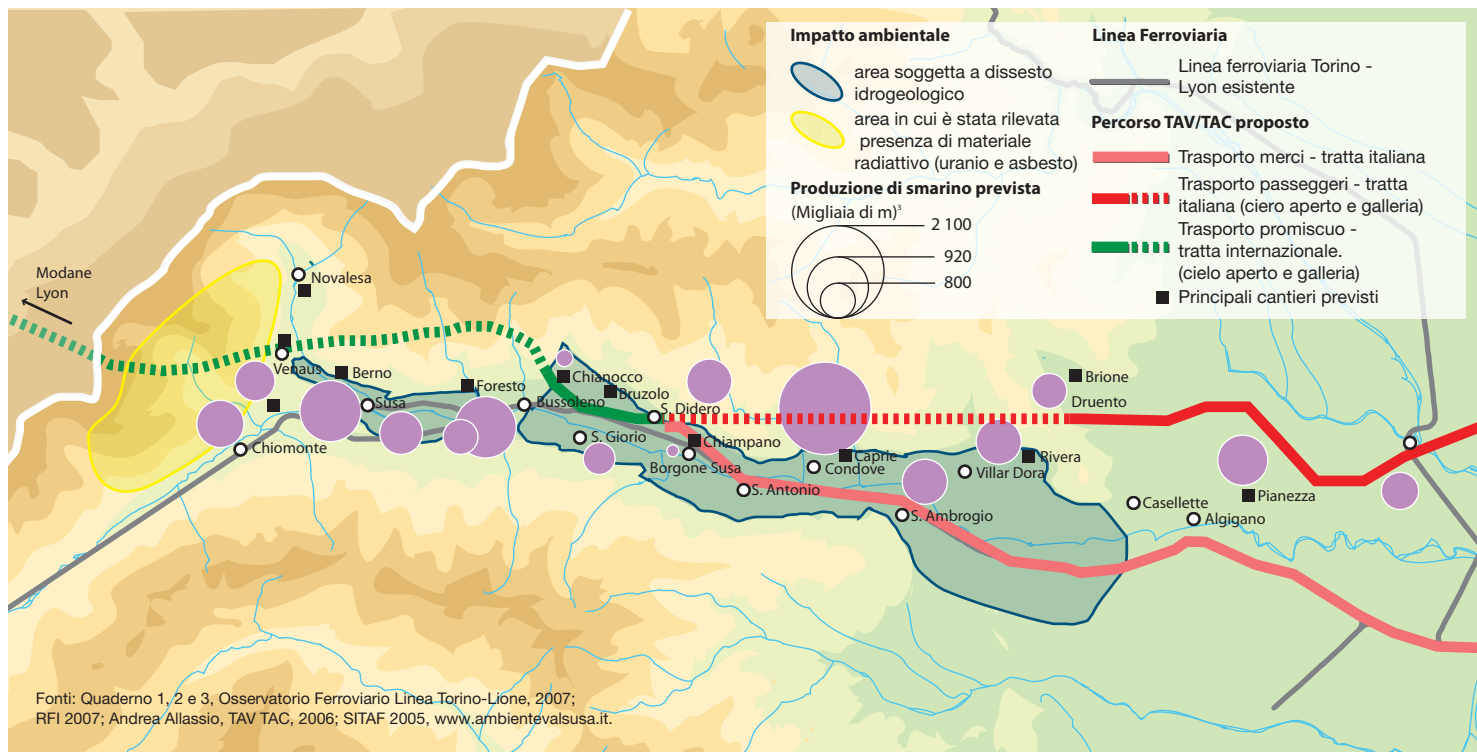 Impatto ambientale
area soggetta a dissesto
idrogeologico
area in cui è stata rilevata
presenza di materiale
radiattivo (uranio e asbesto)
Produzione di smarino prevista
(Migliaia di m)³
2 100
920
800
Linea Ferroviaria
Linea ferroviaria Torino -
Lyon esistente
Percorso TAV/TAC proposto
Trasporto merci - tratta italiana
Trasporto passeggeri - tratta
italiana (ciero aperto e galleria)
Trasporto promiscuo -
tratta internazionale.
(cielo aperto e galleria)
Principali cantieri previsti
Modane
Lyon
Novalesa
Venaus
Berno
Susa
Foresto
Chiomonte
Bussoleno
Chianocco
Bruzolo
S. Didero
S. Giorio
Chiampano
Borgone Susa
S. Antonio
Caprie
Condove
S. Ambrogio
Villar Dora
Rivera
Brione
Druento
Casellette
Algigano
Pianezza
Fonti: Quaderno 1, 2 e 3, Osservatorio Ferroviario Linea Torino-Lione, 2007;
RFI 2007; Andrea Allassio, TAV TAC, 2006; SITAF 2005, www.ambientevalsusa.it.